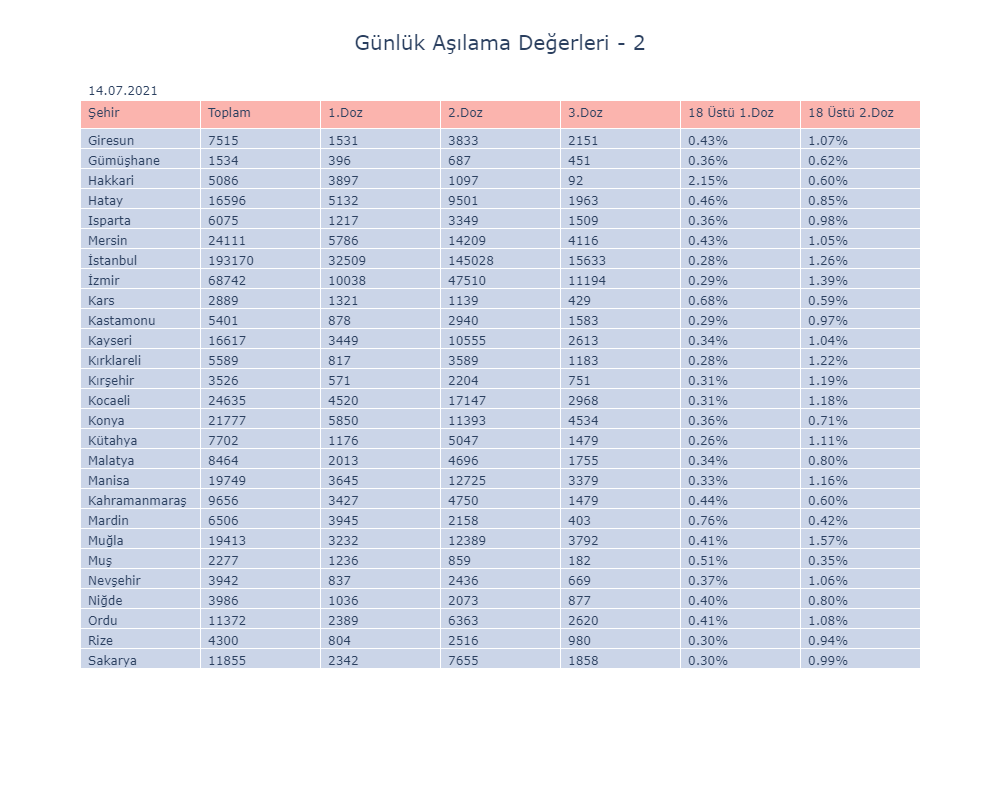 Günlük Aşılama Değerleri - 2
14.07.2021
Şehir Toplam 1.Doz 2.Doz 3.Doz 18 Üstü 1.Doz 18 Üstü 2.Doz
Giresun 7515 1531 3833 2151 0.43% 1.07%
Gümüşhane 1534 396 687 451 0.36% 0.62%
Hakkari 5086 3897 1097 92 2.15% 0.60%
Hatay 16596 5132 9501 1963 0.46% 0.85%
Isparta 6075 1217 3349 1509 0.36% 0.98%
Mersin 24111 5786 14209 4116 0.43% 1.05%
İstanbul 193170 32509 145028 15633 0.28% 1.26%
İzmir 68742 10038 47510 11194 0.29% 1.39%
Kars 2889 1321 1139 429 0.68% 0.59%
Kastamonu 5401 878 2940 1583 0.29% 0.97%
Kayseri 16617 3449 10555 2613 0.34% 1.04%
Kırklareli 5589 817 3589 1183 0.28% 1.22%
Kırşehir 3526 571 2204 751 0.31% 1.19%
Kocaeli 24635 4520 17147 2968 0.31% 1.18%
Konya 21777 5850 11393 4534 0.36% 0.71%
Kütahya 7702 1176 5047 1479 0.26% 1.11%
Malatya 8464 2013 4696 1755 0.34% 0.80%
Manisa 19749 3645 12725 3379 0.33% 1.16%
Kahramanmaraş 9656 3427 4750 1479 0.44% 0.60%
Mardin 6506 3945 2158 403 0.76% 0.42%
Muğla 19413 3232 12389 3792 0.41% 1.57%
Muş 2277 1236 859 182 0.51% 0.35%
Nevşehir 3942 837 2436 669 0.37% 1.06%
Niğde 3986 1036 2073 877 0.40% 0.80%
Ordu 11372 2389 6363 2620 0.41% 1.08%
Rize 4300 804 2516 980 0.30% 0.94%
Sakarya 11855 2342 7655 1858 0.30% 0.99%